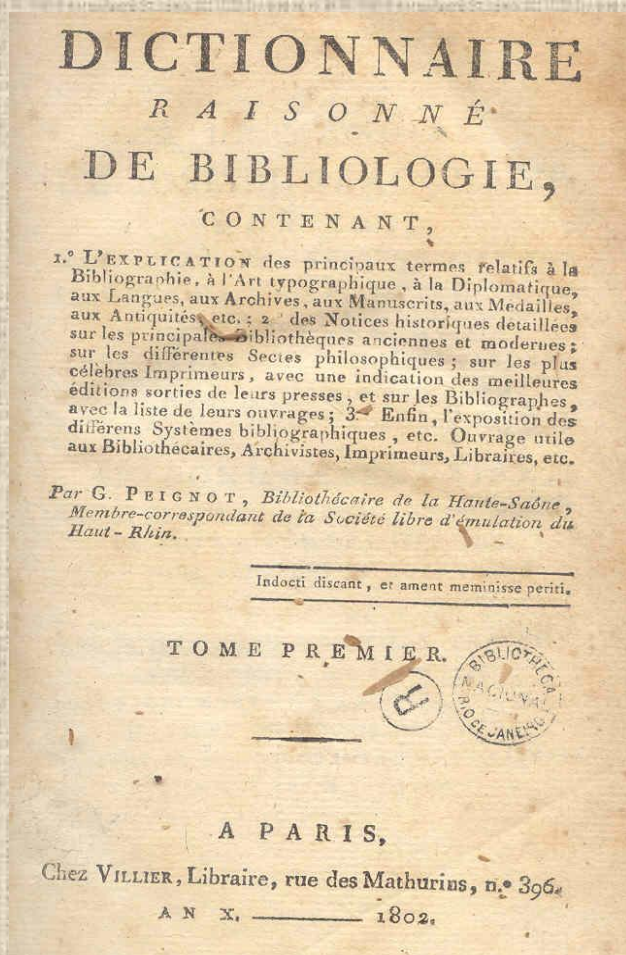 DICTIONNAIRE
RAISONNÉ
DE BIBLIOLOGIE,
CONTENANT,
1.° L'EXPLICATION des principaux termes relatifs à la
Bibliographie, à l'Art typographique, à la Diplomatique,
aux Langues, aux Archives, aux Manuscrits, aux Médailles,
aux Antiquités, etc.; 2° des Notices historiques détaillées
sur les principales Bibliothèques anciennes et modernes;
sur les différentes Sectes philosophiques; sur les plus
célèbres Imprimeurs, avec une indication des meilleures
éditions sorties de leurs presses, et sur les Bibliographes,
avec la liste de leurs ouvrages; 3° Enfin, l'exposition des
différens Systèmes bibliographiques, etc. Ouvrage utile
aux Bibliothécaires, Archivistes, Imprimeurs, Libraires, etc.
Par G. PEIGNOT, Bibliothécaire de la Haute-Saône,
Membre-correspondant de la Société libre d'émulation du
Haut-Rhin.
Indocti discant, et ament meminisse periti.
TOME PREMIER.
R
BIBLIOTHECA
NACIONAL
RIO DE JANEIRO
A PARIS,
Chez VILLIER, Libraire, rue des Mathurins, n.° 396.
AN X. ——— 1802.